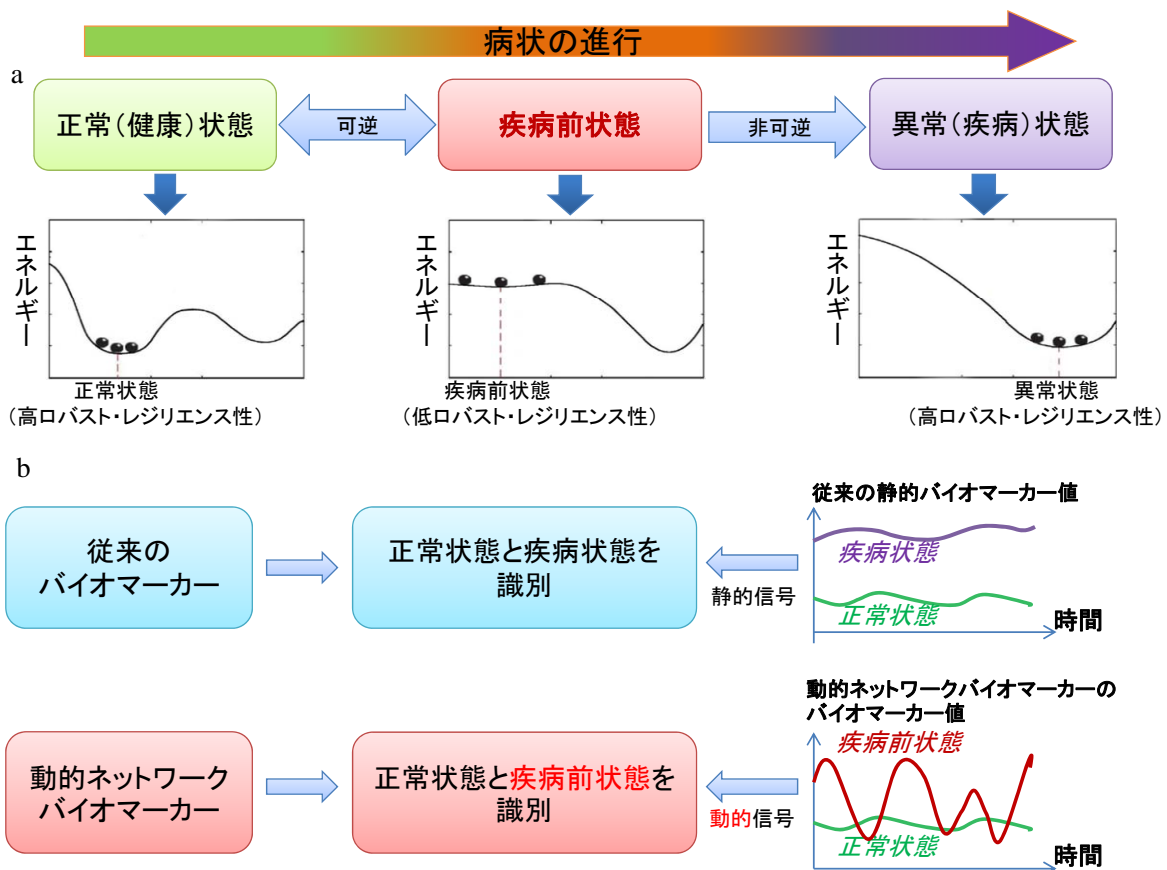 病状の進行
a
正常（健康）状態
可逆
疾病前状態
非可逆
異常（疾病）状態
エネルギー
正常状態
（高ロバスト・レジリエンス性）
エネルギー
疾病前状態
（低ロバスト・レジリエンス性）
エネルギー
異常状態
（高ロバスト・レジリエンス性）
b
従来の
バイオマーカー
正常状態と疾病状態を
識別
静的信号
従来の静的バイオマーカー値
疾病状態
正常状態
時間
動的ネットワーク
バイオマーカー
正常状態と疾病前状態を
識別
動的信号
動的ネットワークバイオマーカーの
バイオマーカー値
疾病前状態
正常状態
時間